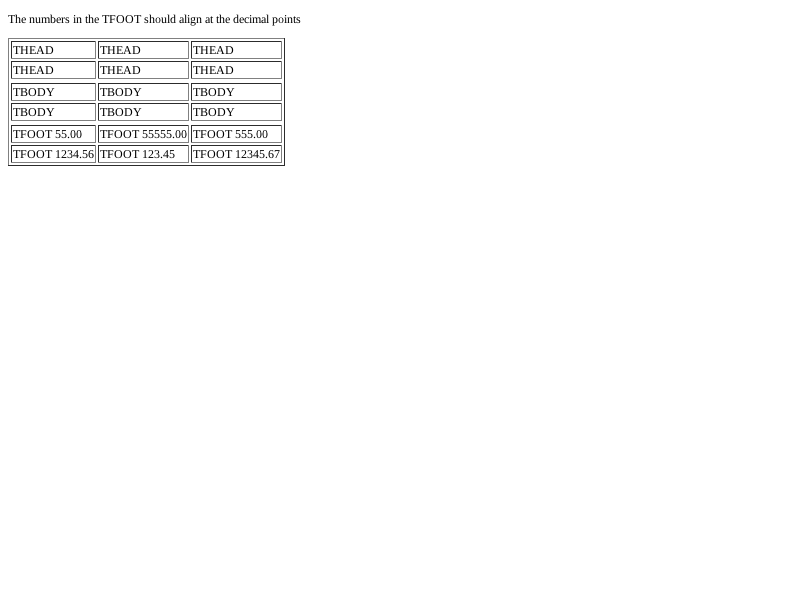 The numbers in the TFOOT should align at the decimal points
THEAD THEAD THEAD
THEAD THEAD THEAD
TBODY TBODY TBODY
TBODY TBODY TBODY
TFOOT 55.00 TFOOT 55555.00 TFOOT 555.00
TFOOT 1234.56 TFOOT 123.45 TFOOT 12345.67